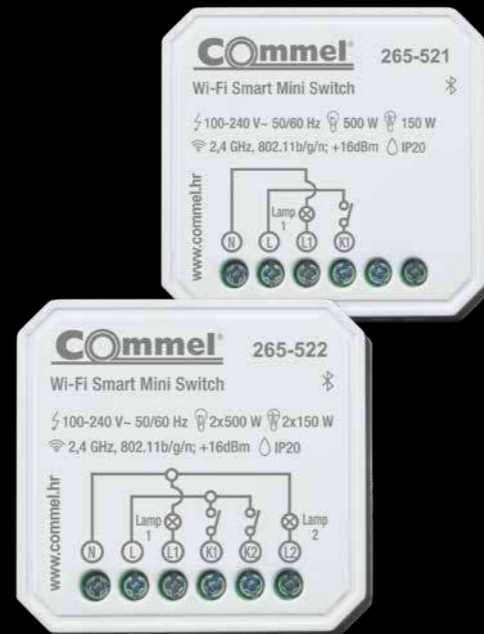 Commel® 265-521
Wi-Fi Smart Mini Switch
100-240 V~ 50/60 Hz 500 W 150 W
2,4 GHz, 802.11b/g/n; +16dBm IP20
www.commel.hr
Lamp
1
N L L1 K1
Commel® 265-522
Wi-Fi Smart Mini Switch
100-240 V~ 50/60 Hz 2x500 W 2x150 W
2,4 GHz, 802.11b/g/n; +16dBm IP20
www.commel.hr
Lamp
1
Lamp
2
N L L1 K1 K2 L2